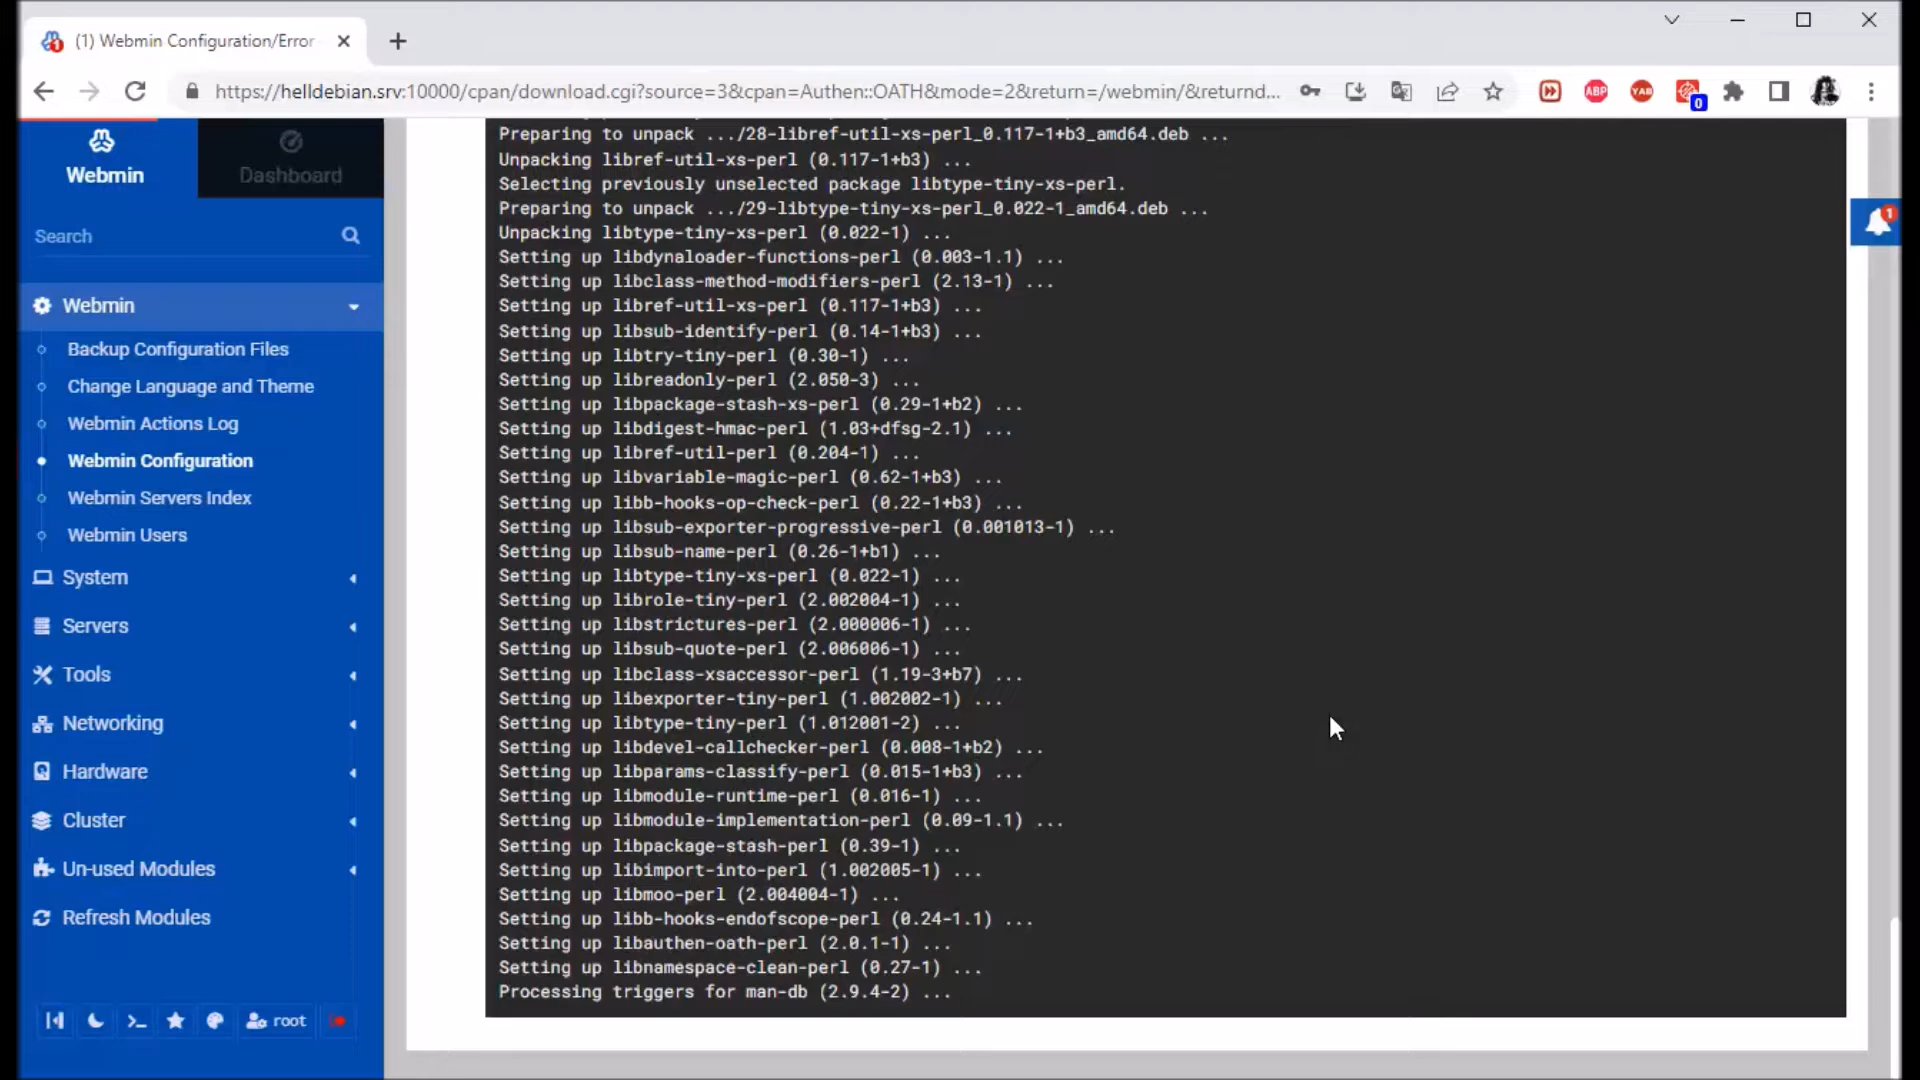 (1) Webmin Configuration/Error
https://helldebian.srv:10000/cpan/download.cgi?source=3&cpan=Authen::OATH&mode=2&return=/webmin/&returnd...
ABP
YAB
0
Webmin
Dashboard
Search
1
Webmin
Backup Configuration Files
Change Language and Theme
Webmin Actions Log
Webmin Configuration
Webmin Servers Index
Webmin Users
System
Servers
Tools
Networking
Hardware
Cluster
Un-used Modules
Refresh Modules
root
Preparing to unpack .../28-libref-util-xs-perl_0.117-1+b3_amd64.deb ...
Unpacking libref-util-xs-perl (0.117-1+b3) ...
Selecting previously unselected package libtype-tiny-xs-perl.
Preparing to unpack .../29-libtype-tiny-xs-perl_0.022-1_amd64.deb ...
Unpacking libtype-tiny-xs-perl (0.022-1) ...
Setting up libdynaloader-functions-perl (0.003-1.1) ...
Setting up libclass-method-modifiers-perl (2.13-1) ...
Setting up libref-util-xs-perl (0.117-1+b3) ...
Setting up libsub-identify-perl (0.14-1+b3) ...
Setting up libtry-tiny-perl (0.30-1) ...
Setting up libreadonly-perl (2.050-3) ...
Setting up libpackage-stash-xs-perl (0.29-1+b2) ...
Setting up libdigest-hmac-perl (1.03+dfsg-2.1) ...
Setting up libref-util-perl (0.204-1) ...
Setting up libvariable-magic-perl (0.62-1+b3) ...
Setting up libb-hooks-op-check-perl (0.22-1+b3) ...
Setting up libsub-exporter-progressive-perl (0.001013-1) ...
Setting up libsub-name-perl (0.26-1+b1) ...
Setting up libtype-tiny-xs-perl (0.022-1) ...
Setting up librole-tiny-perl (2.002004-1) ...
Setting up libstrictures-perl (2.000006-1) ...
Setting up libsub-quote-perl (2.006006-1) ...
Setting up libclass-xsaccessor-perl (1.19-3+b7) ...
Setting up libexporter-tiny-perl (1.002002-1) ...
Setting up libtype-tiny-perl (1.012001-2) ...
Setting up libdevel-callchecker-perl (0.008-1+b2) ...
Setting up libparams-classify-perl (0.015-1+b3) ...
Setting up libmodule-runtime-perl (0.016-1) ...
Setting up libmodule-implementation-perl (0.09-1.1) ...
Setting up libpackage-stash-perl (0.39-1) ...
Setting up libimport-into-perl (1.002005-1) ...
Setting up libmoo-perl (2.004004-1) ...
Setting up libb-hooks-endofscope-perl (0.24-1.1) ...
Setting up libauthen-oath-perl (2.0.1-1) ...
Setting up libnamespace-clean-perl (0.27-1) ...
Processing triggers for man-db (2.9.4-2) ...